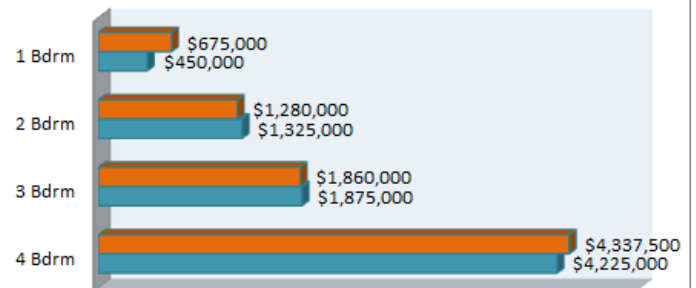 1 Bdrm
$675,000
$450,000
2 Bdrm
$1,280,000
$1,325,000
3 Bdrm
$1,860,000
$1,875,000
4 Bdrm
$4,337,500
$4,225,000